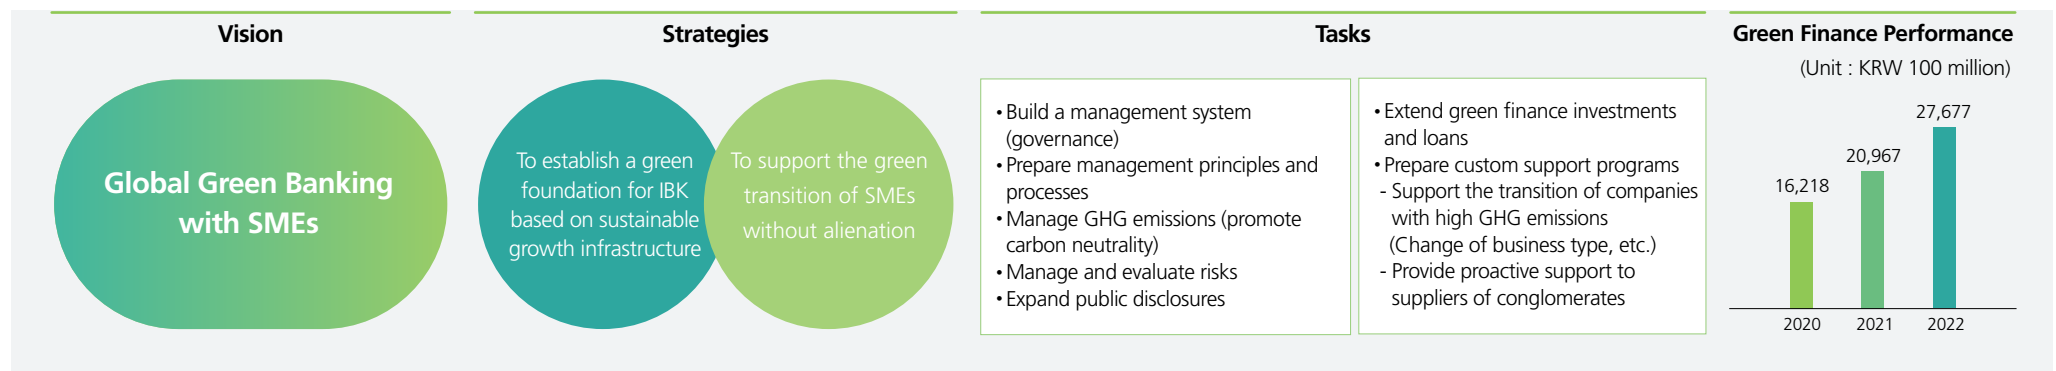 Vision
Global Green Banking
with SMEs
Strategies
To establish a green
foundation for IBK
based on sustainable
growth infrastructure
To support the green
transition of SMEs
without alienation
Tasks
• Build a management system
(governance)
• Prepare management principles and
processes
• Manage GHG emissions (promote
carbon neutrality)
• Manage and evaluate risks
• Expand public disclosures
• Extend green finance investments
and loans
• Prepare custom support programs
- Support the transition of companies
with high GHG emissions
(Change of business type, etc.)
- Provide proactive support to
suppliers of conglomerates
Green Finance Performance
(Unit : KRW 100 million)
16,218
20,967
27,677
2020
2021
2022